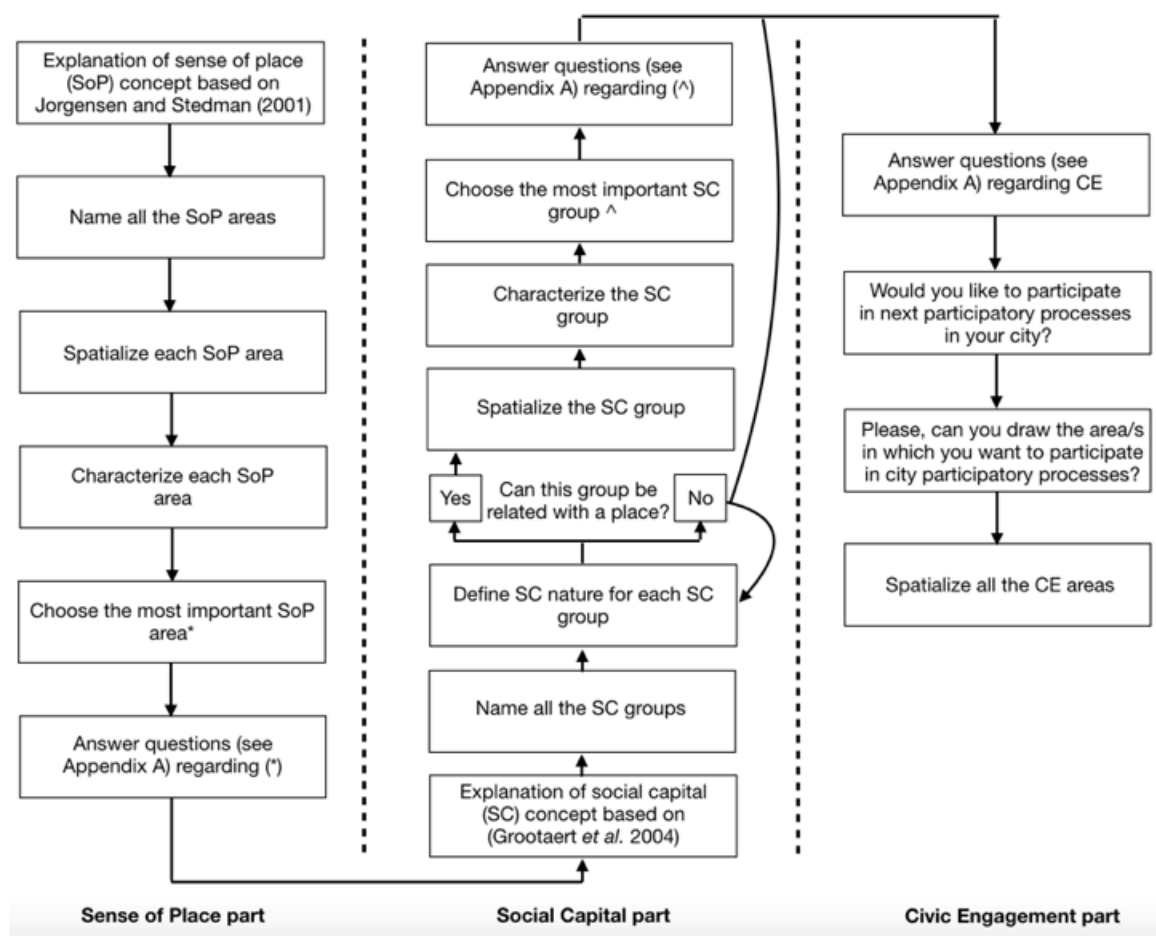 Explanation of sense of place
(SoP) concept based on
Jorgensen and Stedman (2001)
Name all the SoP areas
Spatialize each SoP area
Characterize each SoP
area
Choose the most important SoP
area*
Answer questions (see
Appendix A) regarding (*)
Sense of Place part
Answer questions (see
Appendix A) regarding (^)
Choose the most important SC
group ^
Characterize the SC
group
Spatialize the SC group
Yes
Can this group be
related with a place?
No
Define SC nature for each SC
group
Name all the SC groups
Explanation of social capital
(SC) concept based on
(Grootaert et al. 2004)
Social Capital part
Answer questions (see
Appendix A) regarding CE
Would you like to participate
in next participatory processes
in your city?
Please, can you draw the area/s
in which you want to participate
in city participatory processes?
Spatialize all the CE areas
Civic Engagement part